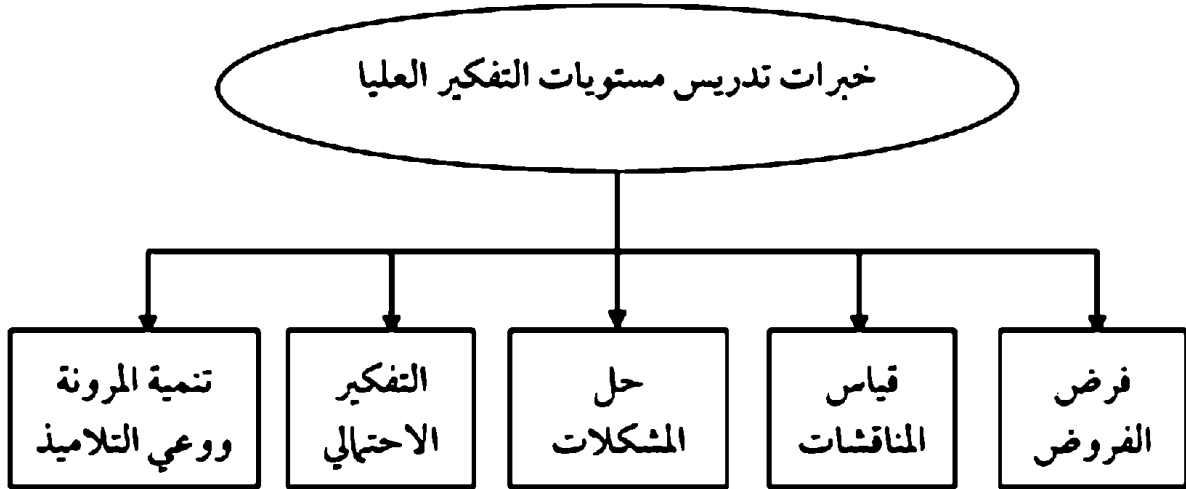 خبرات تدريس مستويات التفكير العليا
فرض
الفروض
قياس
المناقشات
حل
المشكلات
التفكير
الاحتمالي
تنمية المرونة
ووعي التلاميذ